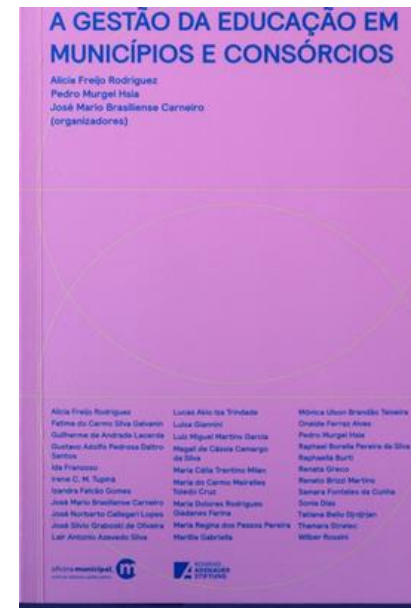 A GESTÃO DA EDUCAÇÃO EM
MUNICÍPIOS E CONSÓRCIOS
Alicia Freijo Rodriguez
Pedro Murgel Hsia
José Mario Brasiliense Carneiro
(organizadores)
Alicia Freijo Rodriguez
Fatima do Carmo Silva Galvanin
Guilherme de Andrade Lacerda
Gustavo Adolfo Pedrosa Daltro
Santos
Ida Franzoso
Irene C. M. Tupina
Izandra Falcão Gomes
José Mario Brasiliense Carneiro
José Norberto Callegari Lopes
José Silvio Graboski de Oliveira
Lair Antonio Azevedo Silva
Lucas Akio Iza Trindade
Luisa Giannini
Luiz Miguel Martins Garcia
Magali de Cássia Camargo
da Silva
Maria Célia Trentino Milan
Maria do Carmo Meirelles
Toledo Cruz
Maria Dolores Rodrigues
Farina
Maria Regina dos Passos Pereira
Marilia Gabriella
Mônica Ulson Brandão Teixeira
Oneide Ferraz Alves
Pedro Murgel Hsia
Raphael Borella Pereira da Silva
Raphaella Burti
Renata Greco
Renato Brizzi Martins
Samara Fonteles da Cunha
Sonia Dias
Tatiana Bello Djrdjrjan
Thamara Strelec
Wilber Rossini
oficina municipal m
KONRAD
ADENAUER
STIFTUNG